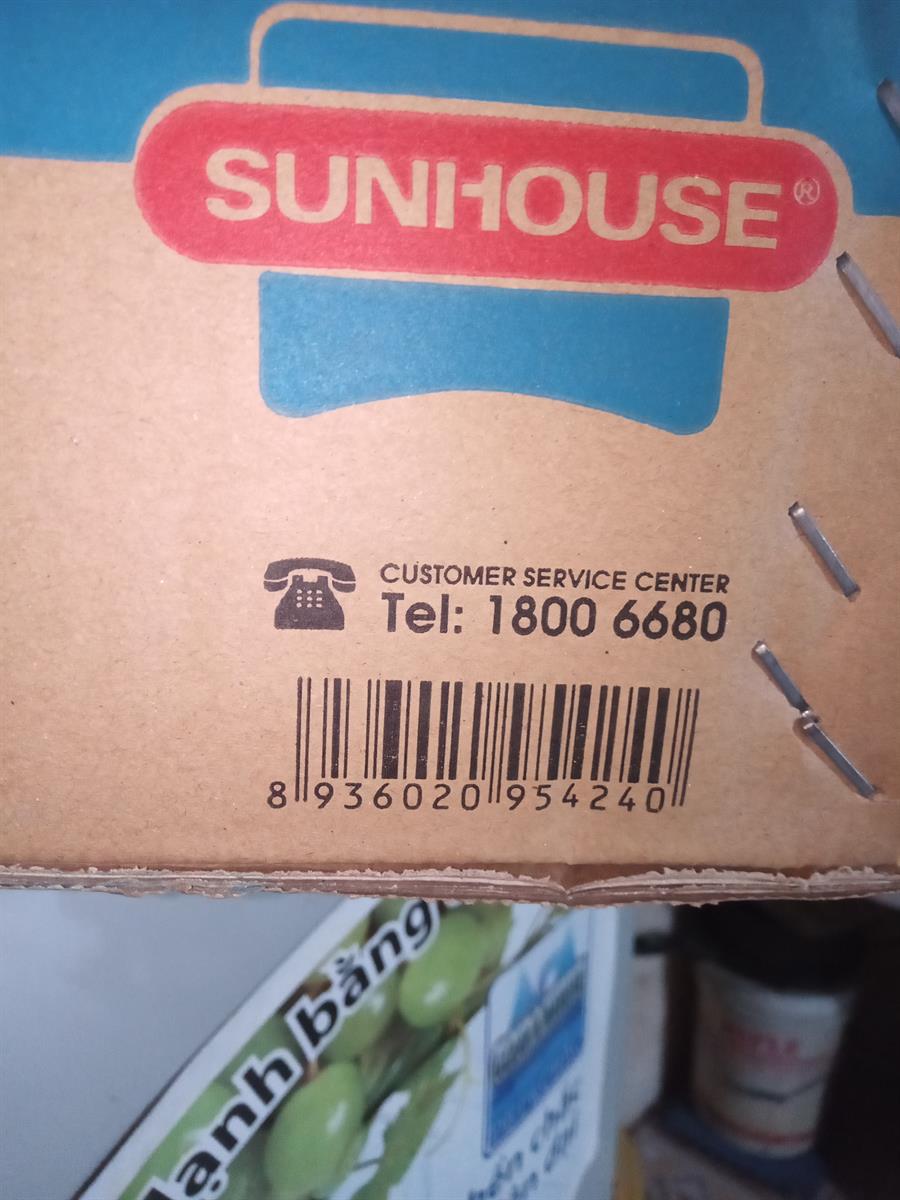 SUNHOUSE®
CUSTOMER SERVICE CENTER
Tel: 1800 6680
8 936020 954240
lạnh bằng